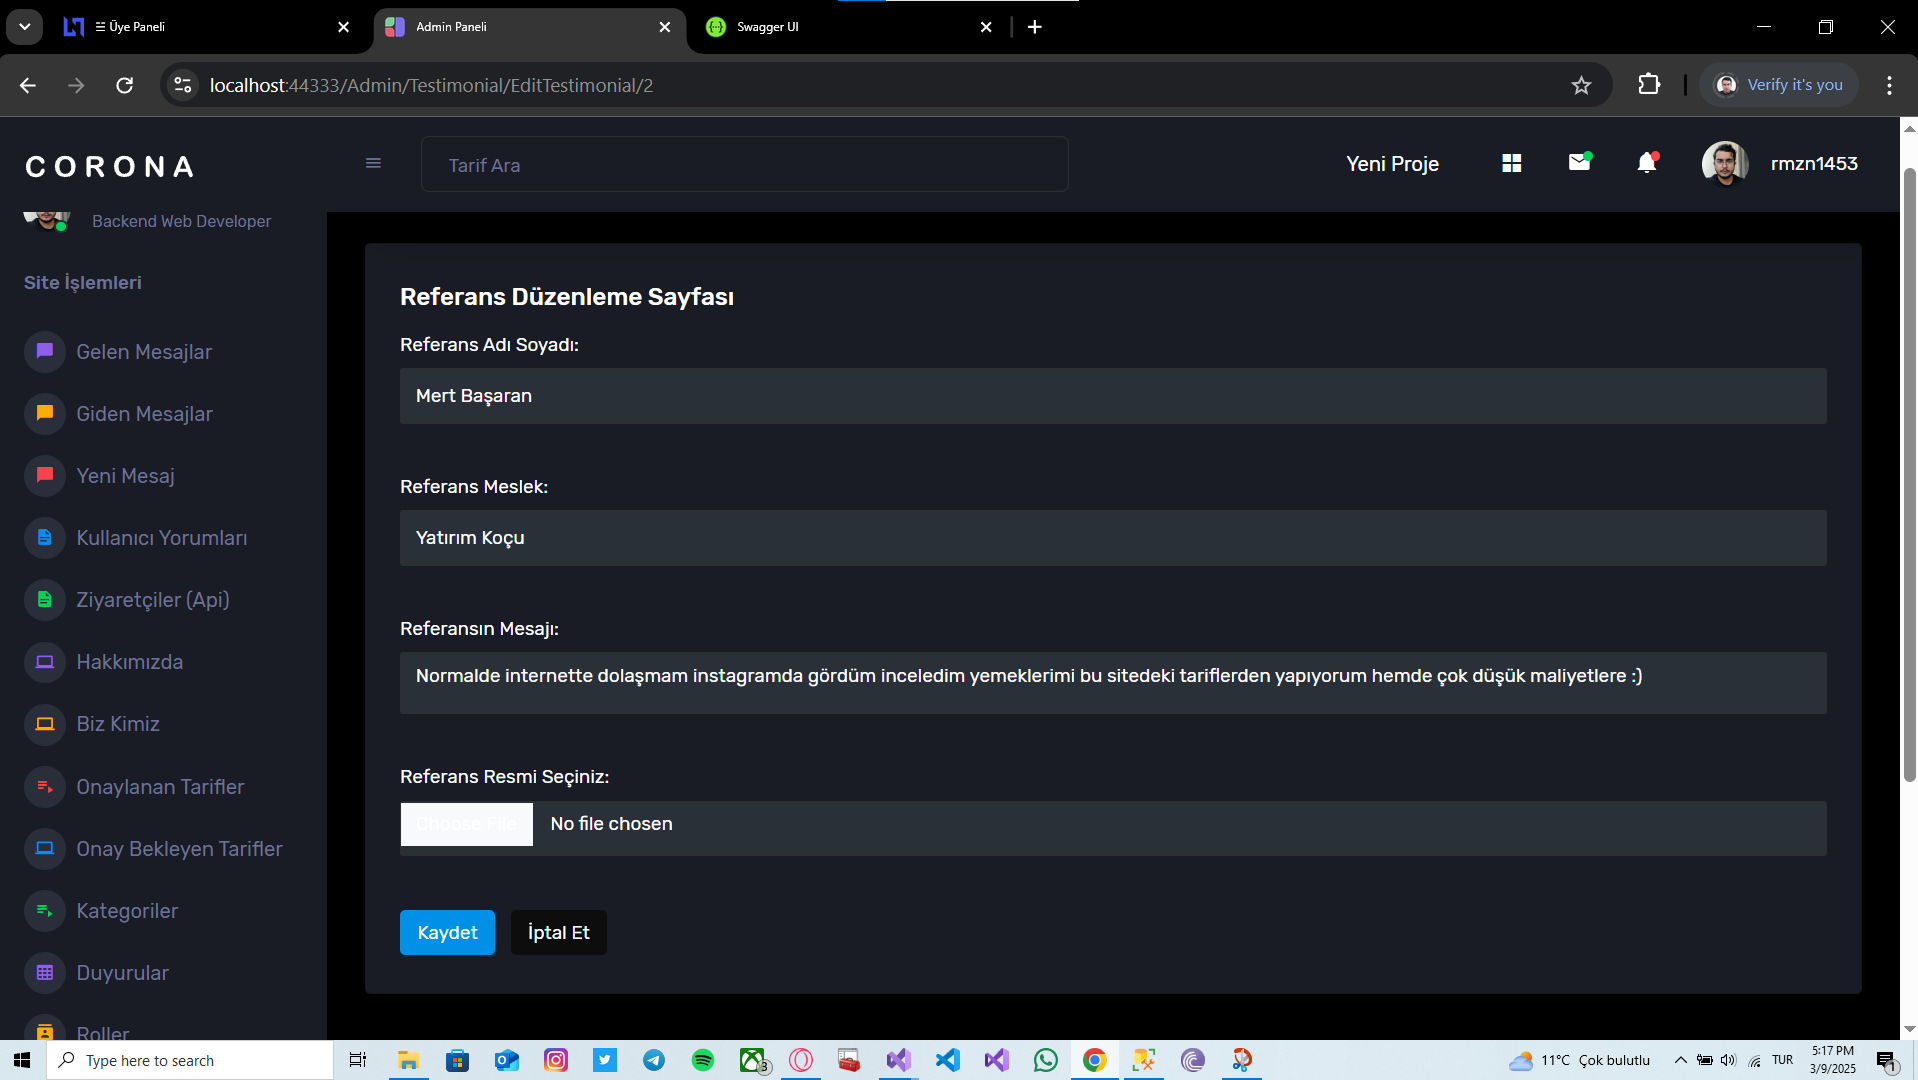 ☰ Üye Paneli
Admin Paneli
Swagger UI
localhost:44333/Admin/Testimonial/EditTestimonial/2
Verify it's you
CORONA
Tarif Ara
Yeni Proje
rmzn1453
Backend Web Developer
Site İşlemleri
Gelen Mesajlar
Giden Mesajlar
Yeni Mesaj
Kullanıcı Yorumları
Ziyaretçiler (Api)
Hakkımızda
Biz Kimiz
Onaylanan Tarifler
Onay Bekleyen Tarifler
Kategoriler
Duyurular
Roller
Referans Düzenleme Sayfası
Referans Adı Soyadı:
Mert Başaran
Referans Meslek:
Yatırım Koçu
Referansın Mesajı:
Normalde internette dolaşmam instagramda gördüm inceledim yemeklerimi bu sitedeki tariflerden yapıyorum hemde çok düşük maliyetlere :)
Referans Resmi Seçiniz:
Choose File
No file chosen
Kaydet
İptal Et
Type here to search
3
11°C Çok bulutlu
TUR
5:17 PM
3/9/2025
1